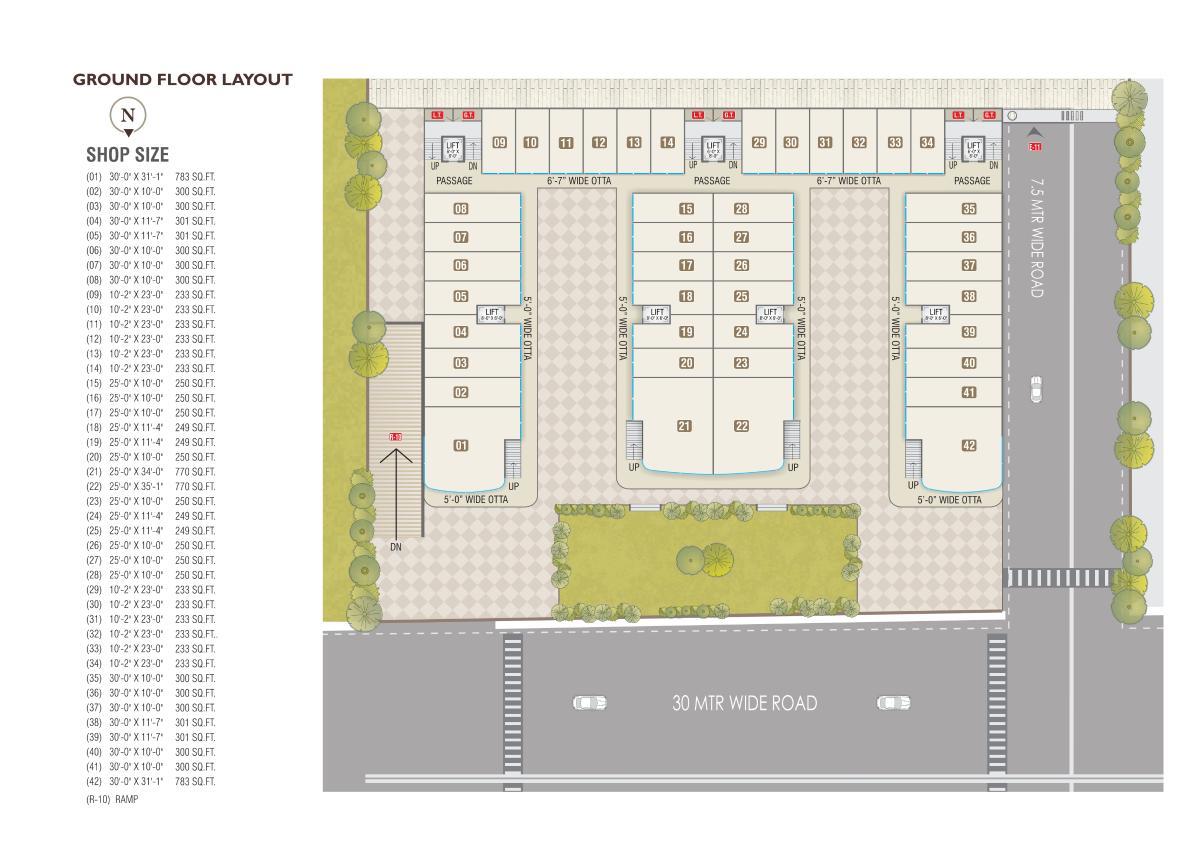 GROUND FLOOR LAYOUT
N
SHOP SIZE
(01) 30'-0" X 31'-1" 783 SQ.FT.
(02) 30'-0" X 10'-0" 300 SQ.FT.
(03) 30'-0" X 10'-0" 300 SQ.FT.
(04) 30'-0" X 11'-7" 301 SQ.FT.
(05) 30'-0" X 11'-7" 301 SQ.FT.
(06) 30'-0" X 10'-0" 300 SQ.FT.
(07) 30'-0" X 10'-0" 300 SQ.FT.
(08) 30'-0" X 10'-0" 300 SQ.FT.
(09) 10'-2" X 23'-0" 233 SQ.FT.
(10) 10'-2" X 23'-0" 233 SQ.FT.
(11) 10'-2" X 23'-0" 233 SQ.FT.
(12) 10'-2" X 23'-0" 233 SQ.FT.
(13) 10'-2" X 23'-0" 233 SQ.FT.
(14) 10'-2" X 23'-0" 233 SQ.FT.
(15) 25'-0" X 10'-0" 250 SQ.FT.
(16) 25'-0" X 10'-0" 250 SQ.FT.
(17) 25'-0" X 10'-0" 250 SQ.FT.
(18) 25'-0" X 11'-4" 249 SQ.FT.
(19) 25'-0" X 11'-4" 249 SQ.FT.
(20) 25'-0" X 10'-0" 250 SQ.FT.
(21) 25'-0" X 34'-0" 770 SQ.FT.
(22) 25'-0" X 35'-1" 770 SQ.FT.
(23) 25'-0" X 10'-0" 250 SQ.FT.
(24) 25'-0" X 11'-4" 249 SQ.FT.
(25) 25'-0" X 11'-4" 249 SQ.FT.
(26) 25'-0" X 10'-0" 250 SQ.FT.
(27) 25'-0" X 10'-0" 250 SQ.FT.
(28) 25'-0" X 10'-0" 250 SQ.FT.
(29) 10'-2" X 23'-0" 233 SQ.FT.
(30) 10'-2" X 23'-0" 233 SQ.FT.
(31) 10'-2" X 23'-0" 233 SQ.FT.
(32) 10'-2" X 23'-0" 233 SQ.FT..
(33) 10'-2" X 23'-0" 233 SQ.FT.
(34) 10'-2" X 23'-0" 233 SQ.FT.
(35) 30'-0" X 10'-0" 300 SQ.FT.
(36) 30'-0" X 10'-0" 300 SQ.FT.
(37) 30'-0" X 10'-0" 300 SQ.FT.
(38) 30'-0" X 11'-7" 301 SQ.FT.
(39) 30'-0" X 11'-7" 301 SQ.FT.
(40) 30'-0" X 10'-0" 300 SQ.FT.
(41) 30'-0" X 10'-0" 300 SQ.FT.
(42) 30'-0" X 31'-1" 783 SQ.FT.
(R-10) RAMP
L.T. G.T. L.T. G.T. L.T. G.T.
LIFT 09 10 11 12 13 14 LIFT 29 30 31 32 33 34 LIFT
UP DN UP DN UP DN
PASSAGE 6'-7" WIDE OTTA PASSAGE 6'-7" WIDE OTTA PASSAGE
08 15 28 35
07 16 27 36
06 17 26 37
05 18 25 38
LIFT LIFT LIFT LIFT
04 19 24 39
03 20 23 40
02 41
21 22
01 42
5'-0" WIDE OTTA
5'-0" WIDE OTTA
5'-0" WIDE OTTA
5'-0" WIDE OTTA
R-10
UP UP UP UP
5'-0" WIDE OTTA 5'-0" WIDE OTTA
DN
E-11
7.5 MTR WIDE ROAD
30 MTR WIDE ROAD